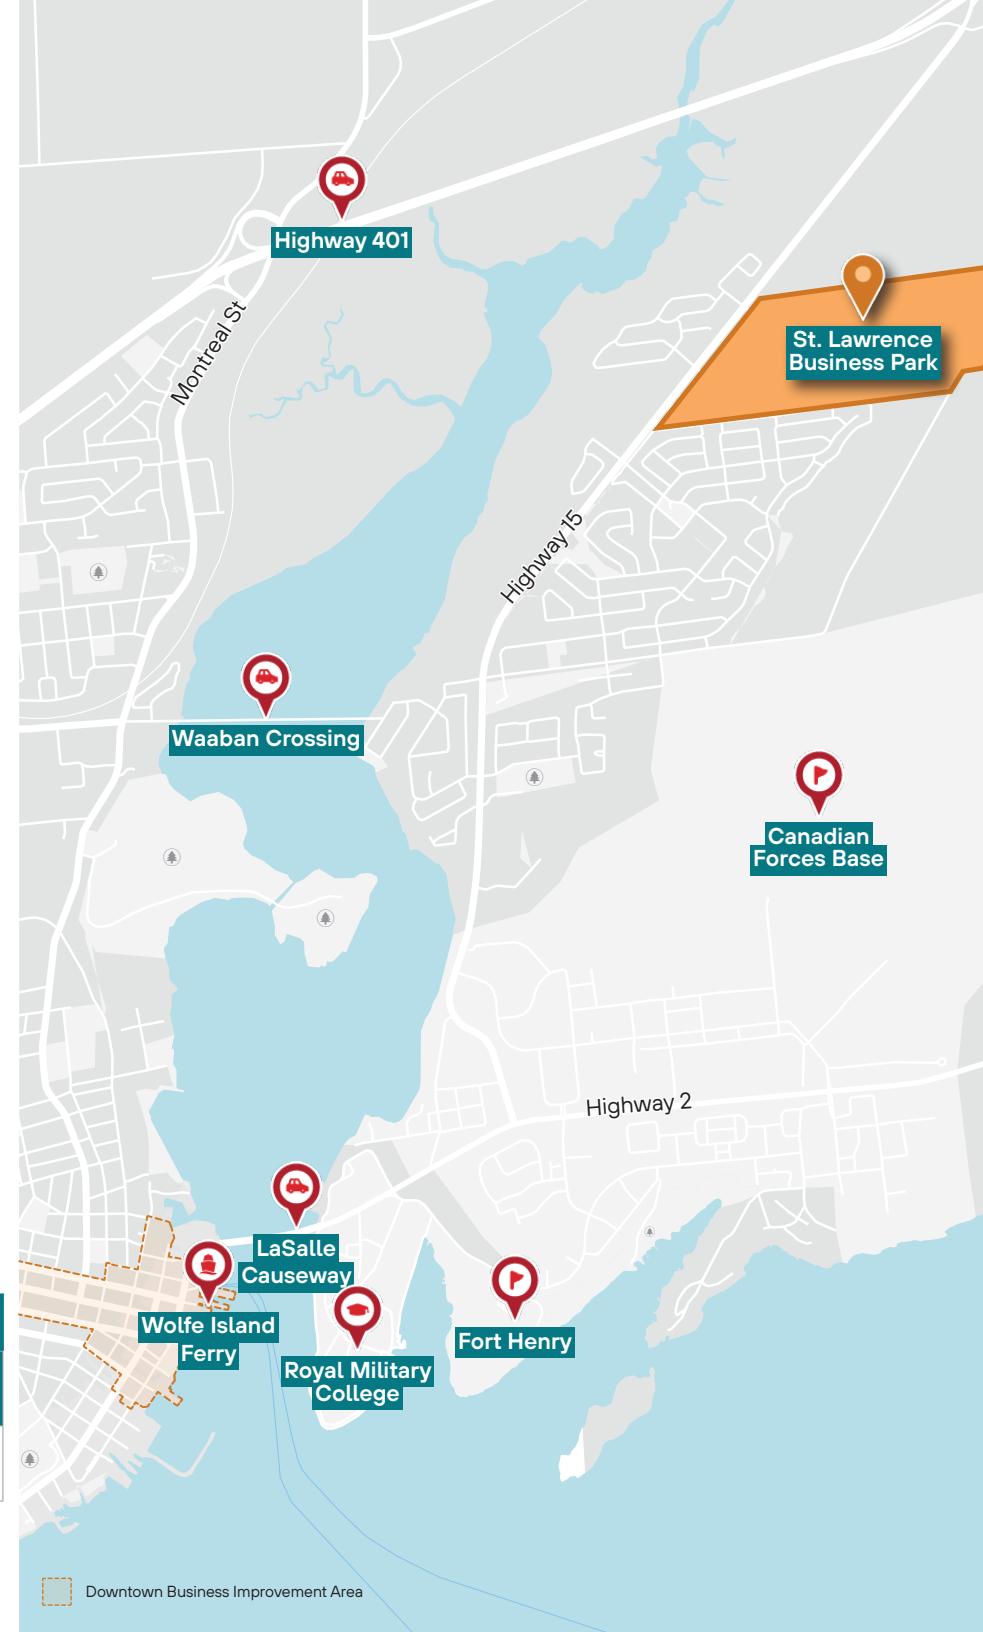 Highway 401
Montreal St
St. Lawrence
Business Park
Highway 15
Waaban Crossing
Canadian
Forces Base
Highway 2
LaSalle
Causeway
Wolfe Island
Ferry
Fort Henry
Royal Military
College
Downtown Business Improvement Area